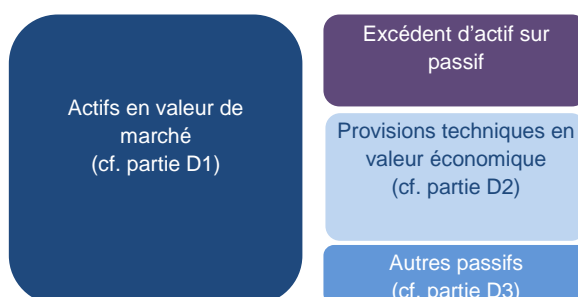 Actifs en valeur de
marché
(cf. partie D1)
Excédent d’actif sur
passif
Provisions techniques en
valeur économique
(cf. partie D2)
Autres passifs
(cf. partie D3)